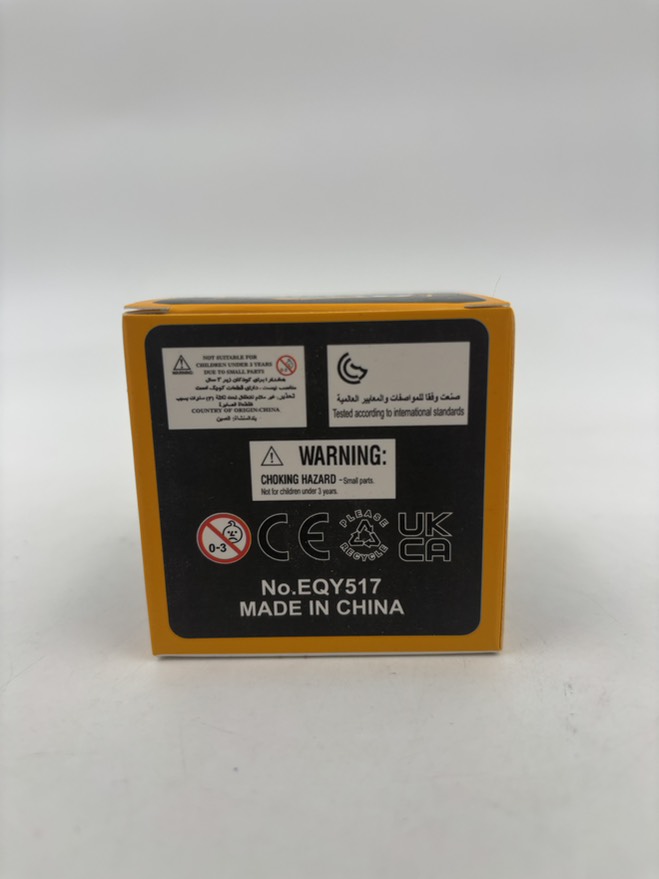 WARNING
NOT SUITABLE FOR
CHILDREN UNDER 3 YEARS
DUE TO SMALL PARTS
COUNTRY OF ORIGIN-CHINA
صنعت وفقا للمواصفات والمعايير العالمية
Tested according to international standards
WARNING:
CHOKING HAZARD - Small parts.
Not for children under 3 years.
0-3
CE
PLEASE
RECYCLE
UK
CA
No.EQY517
MADE IN CHINA